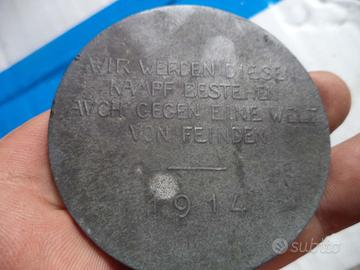 WIR WERDEN DIESEN
KAMPF BESTEHEN
AUCH GEGEN EINE WELT
VON FEINDEN
1914
subito